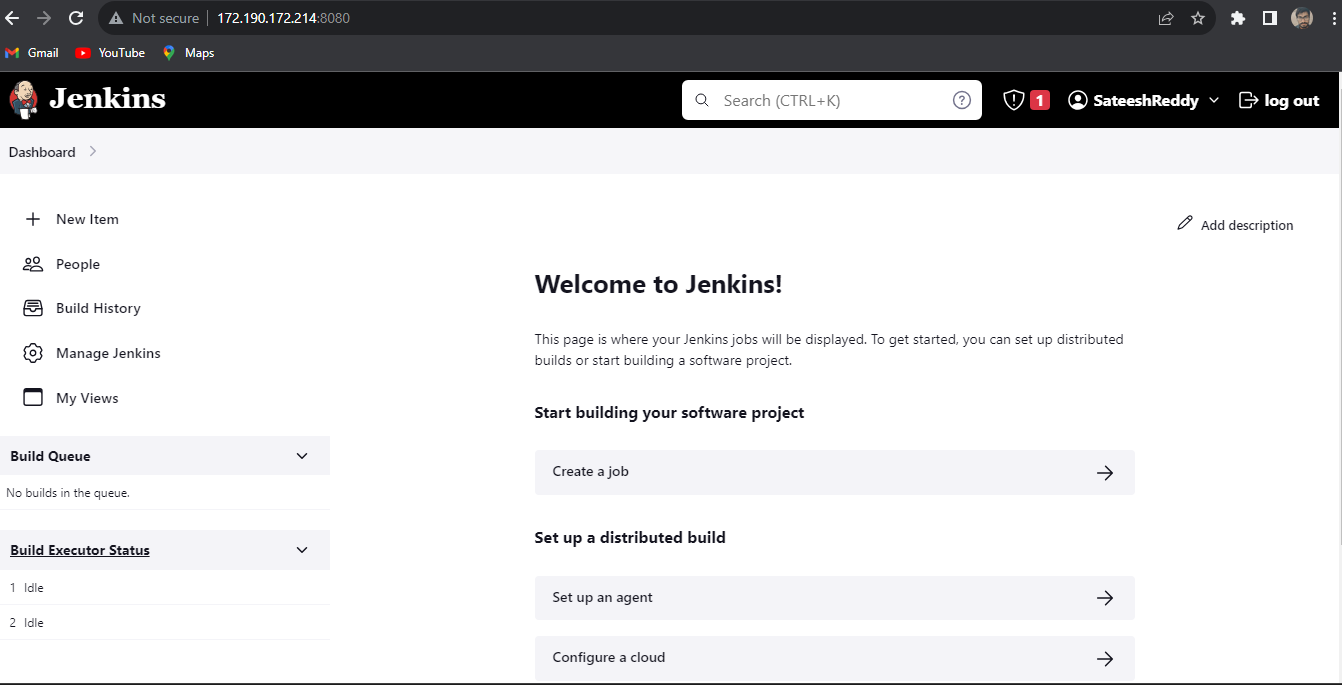 Not secure 172.190.172.214:8080
Gmail YouTube Maps
Jenkins Search (CTRL+K) 1 SateeshReddy log out
Dashboard
New Item
Add description
People
Welcome to Jenkins!
Build History
This page is where your Jenkins jobs will be displayed. To get started, you can set up distributed
builds or start building a software project.
Manage Jenkins
My Views
Start building your software project
Build Queue
Create a job
No builds in the queue.
Set up a distributed build
Build Executor Status
1 Idle
Set up an agent
2 Idle
Configure a cloud